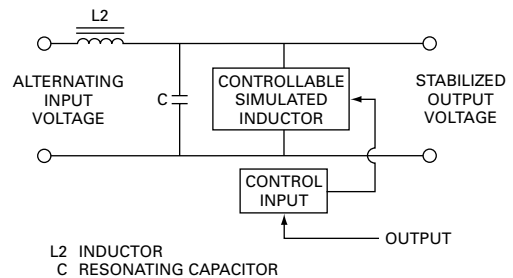 L2
ALTERNATING
INPUT
VOLTAGE
C
CONTROLLABLE
SIMULATED
INDUCTOR
STABILIZED
OUTPUT
VOLTAGE
CONTROL
INPUT
OUTPUT
L2 INDUCTOR
C RESONATING CAPACITOR